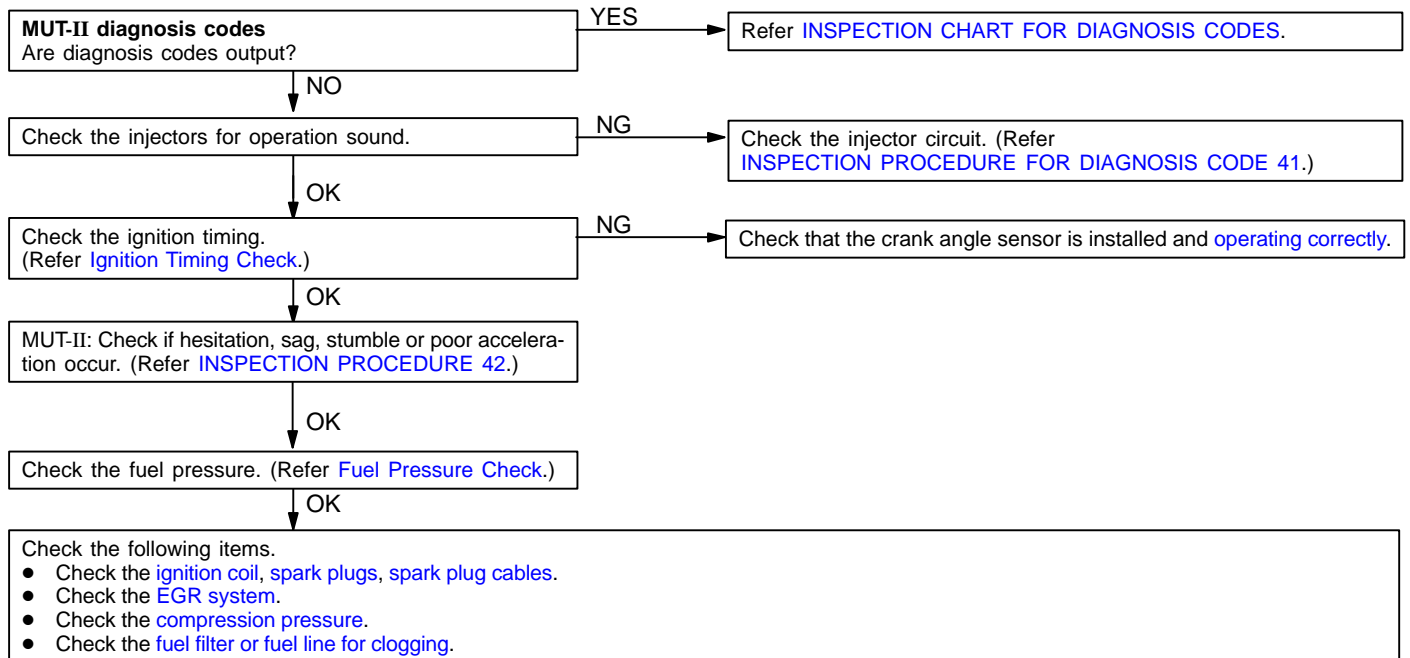 MUT-II diagnosis codes
Are diagnosis codes output?
YES
Refer INSPECTION CHART FOR DIAGNOSIS CODES.
NO
Check the injectors for operation sound.
NG
Check the injector circuit. (Refer
INSPECTION PROCEDURE FOR DIAGNOSIS CODE 41.)
OK
Check the ignition timing.
(Refer Ignition Timing Check.)
NG
Check that the crank angle sensor is installed and operating correctly.
OK
MUT-II: Check if hesitation, sag, stumble or poor accelera-
tion occur. (Refer INSPECTION PROCEDURE 42.)
OK
Check the fuel pressure. (Refer Fuel Pressure Check.)
OK
Check the following items.
● Check the ignition coil, spark plugs, spark plug cables.
● Check the EGR system.
● Check the compression pressure.
● Check the fuel filter or fuel line for clogging.